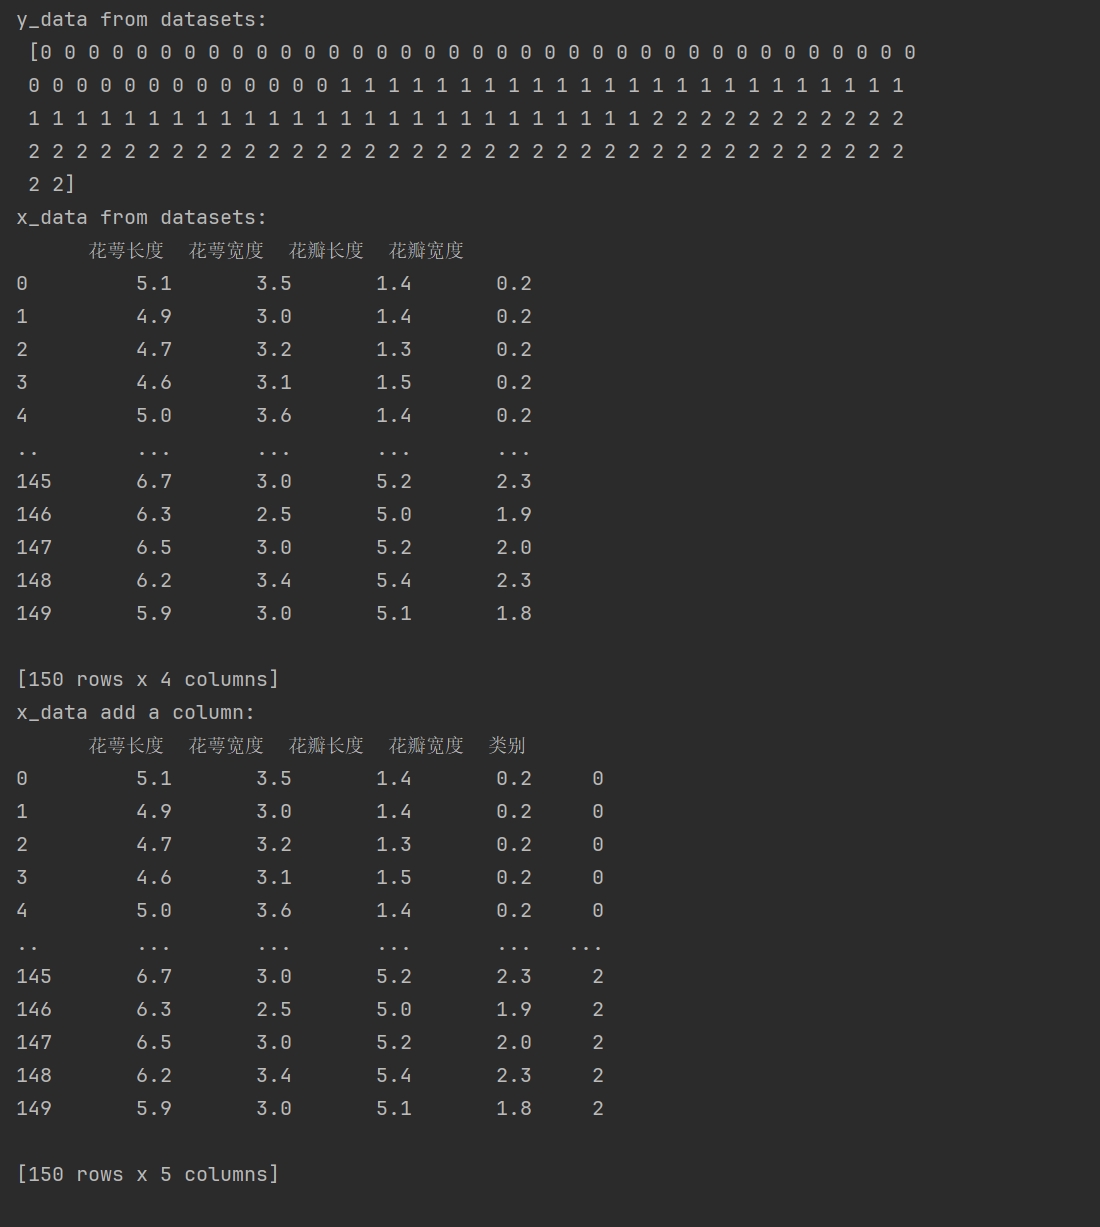 y_data from datasets:
[0 0 0 0 0 0 0 0 0 0 0 0 0 0 0 0 0 0 0 0 0 0 0 0 0 0 0 0 0 0 0 0 0 0 0 0 0
0 0 0 0 0 0 0 0 0 0 0 0 0 1 1 1 1 1 1 1 1 1 1 1 1 1 1 1 1 1 1 1 1 1 1 1 1
1 1 1 1 1 1 1 1 1 1 1 1 1 1 1 1 1 1 1 1 1 1 1 1 1 1 2 2 2 2 2 2 2 2 2 2 2
2 2 2 2 2 2 2 2 2 2 2 2 2 2 2 2 2 2 2 2 2 2 2 2 2 2 2 2 2 2 2 2 2 2 2 2 2
2 2]
x_data from datasets:
花萼长度 花萼宽度 花瓣长度 花瓣宽度
0 5.1 3.5 1.4 0.2
1 4.9 3.0 1.4 0.2
2 4.7 3.2 1.3 0.2
3 4.6 3.1 1.5 0.2
4 5.0 3.6 1.4 0.2
.. ... ... ... ...
145 6.7 3.0 5.2 2.3
146 6.3 2.5 5.0 1.9
147 6.5 3.0 5.2 2.0
148 6.2 3.4 5.4 2.3
149 5.9 3.0 5.1 1.8
[150 rows x 4 columns]
x_data add a column:
花萼长度 花萼宽度 花瓣长度 花瓣宽度 类别
0 5.1 3.5 1.4 0.2 0
1 4.9 3.0 1.4 0.2 0
2 4.7 3.2 1.3 0.2 0
3 4.6 3.1 1.5 0.2 0
4 5.0 3.6 1.4 0.2 0
.. ... ... ... ... ...
145 6.7 3.0 5.2 2.3 2
146 6.3 2.5 5.0 1.9 2
147 6.5 3.0 5.2 2.0 2
148 6.2 3.4 5.4 2.3 2
149 5.9 3.0 5.1 1.8 2
[150 rows x 5 columns]